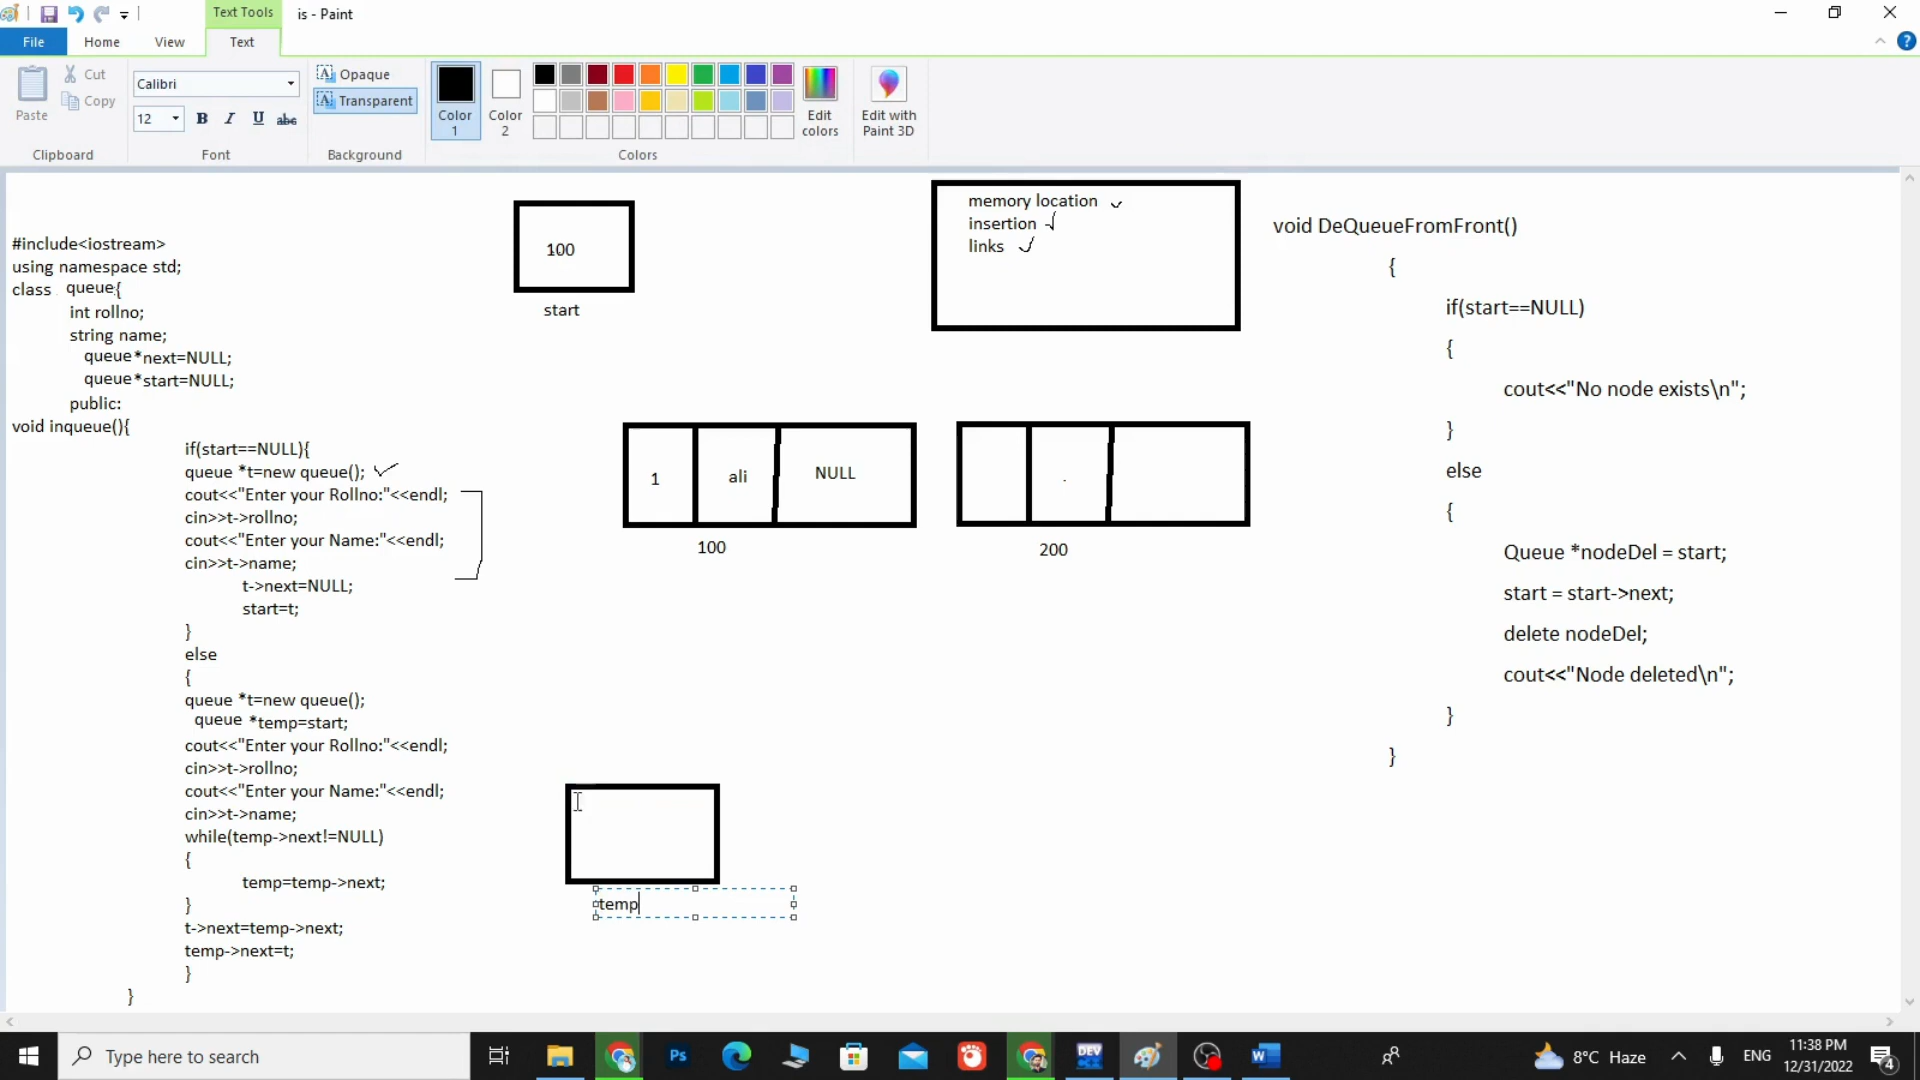 Text Tools
is - Paint
File
Home
View
Text
Paste
Cut
Copy
Clipboard
Calibri
12
B I U abc
Font
Opaque
Transparent
Background
Color 1
Color 2
Edit colors
Colors
Edit with Paint 3D
#include<iostream>
using namespace std;
class queue{
int rollno;
string name;
queue*next=NULL;
queue*start=NULL;
public:
void inqueue(){
if(start==NULL){
queue *t=new queue();
cout<<"Enter your Rollno:"<<endl;
cin>>t->rollno;
cout<<"Enter your Name:"<<endl;
cin>>t->name;
t->next=NULL;
start=t;
}
else
{
queue *t=new queue();
queue *temp=start;
cout<<"Enter your Rollno:"<<endl;
cin>>t->rollno;
cout<<"Enter your Name:"<<endl;
cin>>t->name;
while(temp->next!=NULL)
{
temp=temp->next;
}
t->next=temp->next;
temp->next=t;
}
}
100
start
memory location
insertion
links
1
ali
NULL
100
200
temp
void DeQueueFromFront()
{
if(start==NULL)
{
cout<<"No node exists\n";
}
else
{
Queue *nodeDel = start;
start = start->next;
delete nodeDel;
cout<<"Node deleted\n";
}
}
Type here to search
Ps
DEV
8°C Haze
ENG
11:38 PM
12/31/2022
4